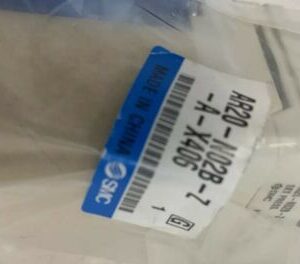 AR20-N02B-Z
-A-X406
1 G
MADE IN CHINA
SMC